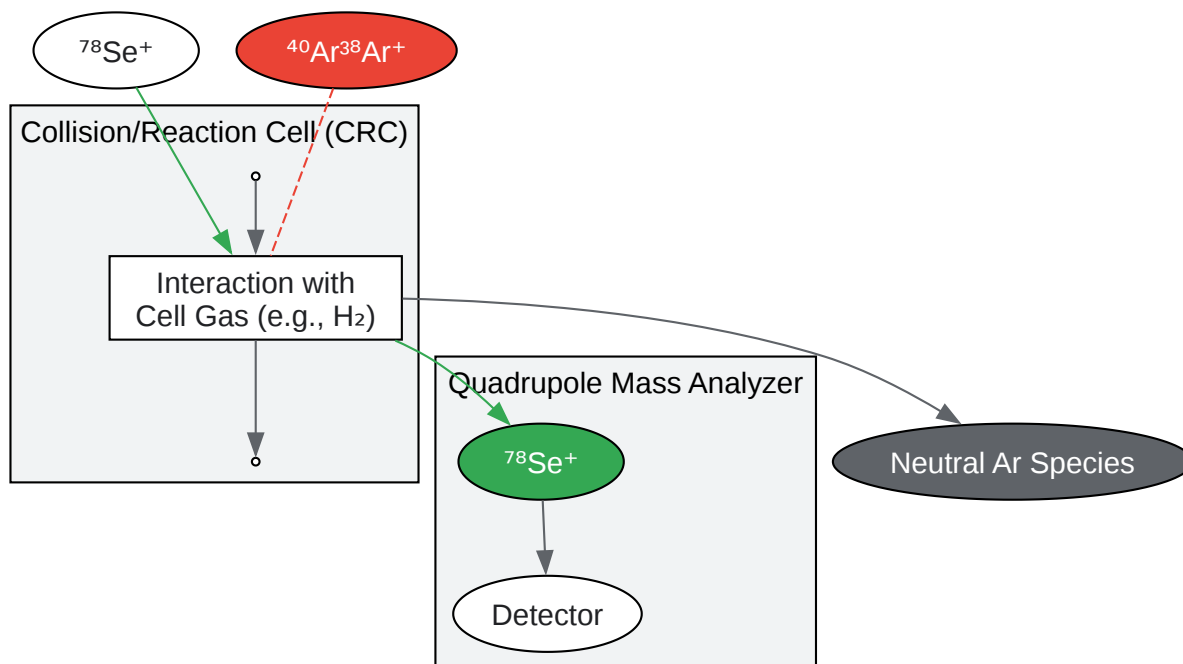 ⁷⁸Se⁺
⁴⁰Ar³⁸Ar⁺
Collision/Reaction Cell (CRC)
Interaction with
Cell Gas (e.g., H₂)
Quadrupole Mass Analyzer
⁷⁸Se⁺
Neutral Ar Species
Detector